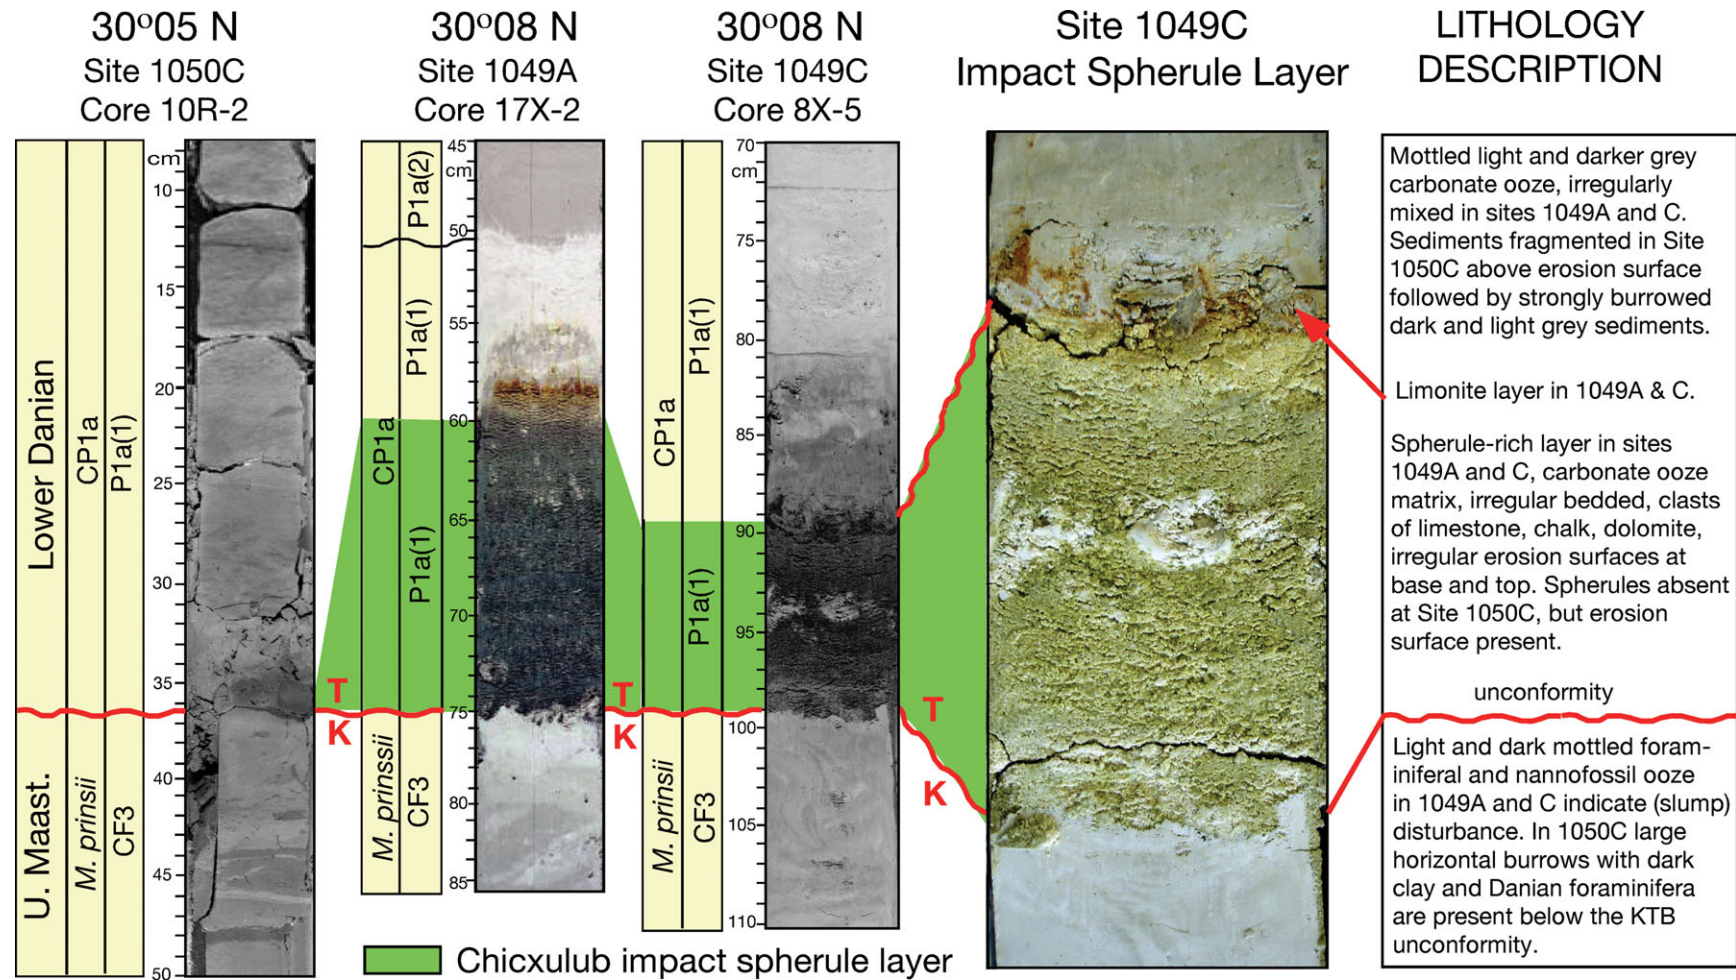 30°05 N
Site 1050C
Core 10R-2
30°08 N
Site 1049A
Core 17X-2
30°08 N
Site 1049C
Core 8X-5
Site 1049C
Impact Spherule Layer
LITHOLOGY
DESCRIPTION
Lower Danian
CP1a
P1a(1)
U. Maast.
M. prinsii
CF3
cm
10
15
20
25
30
35
40
45
50
T
K
P1a(2)
P1a(1)
CP1a
P1a(1)
M. prinssii
CF3
45
cm
50
55
60
65
70
75
80
85
T
K
P1a(1)
CP1a
P1a(1)
M. prinsii
CF3
70
cm
75
80
85
90
95
100
105
110
T
K
Mottled light and darker grey
carbonate ooze, irregularly
mixed in sites 1049A and C.
Sediments fragmented in Site
1050C above erosion surface
followed by strongly burrowed
dark and light grey sediments.
Limonite layer in 1049A & C.
Spherule-rich layer in sites
1049A and C, carbonate ooze
matrix, irregular bedded, clasts
of limestone, chalk, dolomite,
irregular erosion surfaces at
base and top. Spherules absent
at Site 1050C, but erosion
surface present.
unconformity
Light and dark mottled foram-
iniferal and nannofossil ooze
in 1049A and C indicate (slump)
disturbance. In 1050C large
horizontal burrows with dark
clay and Danian foraminifera
are present below the KTB
unconformity.
Chicxulub impact spherule layer